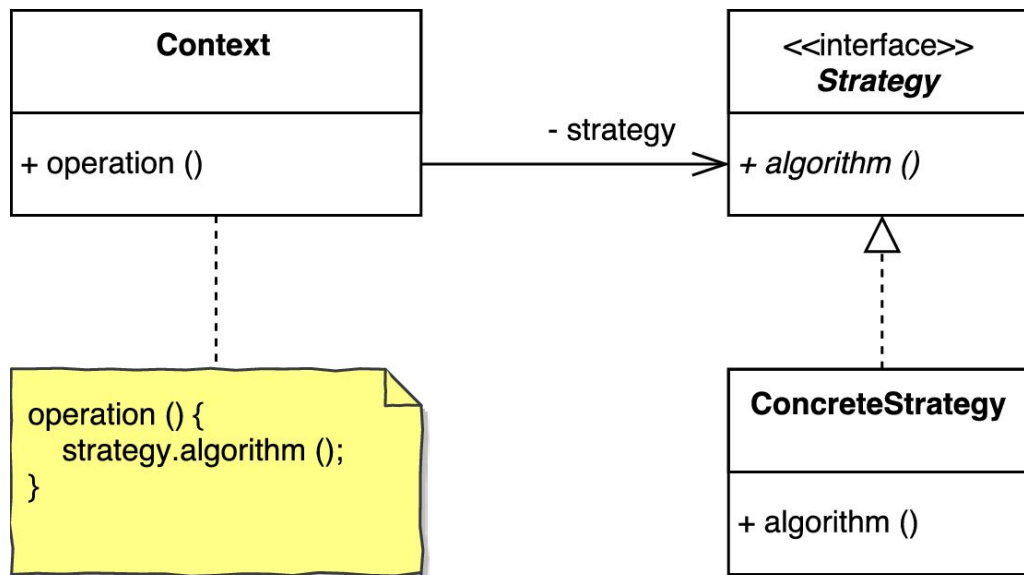 Context
+ operation ()
- strategy
<<interface>>
Strategy
+ algorithm ()
operation () {
strategy.algorithm ();
}
ConcreteStrategy
+ algorithm ()